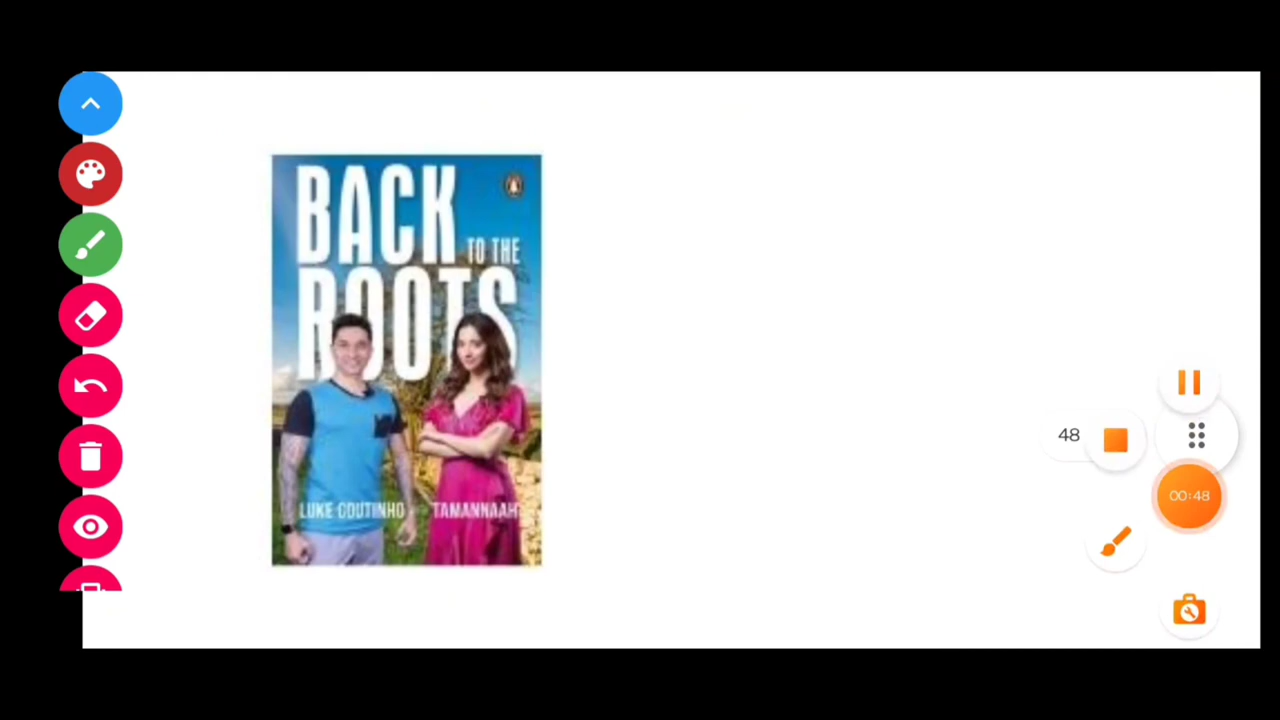 BACK
TO THE
ROOTS
LUKE COUTINHO
TAMANNAAH
48
00:48